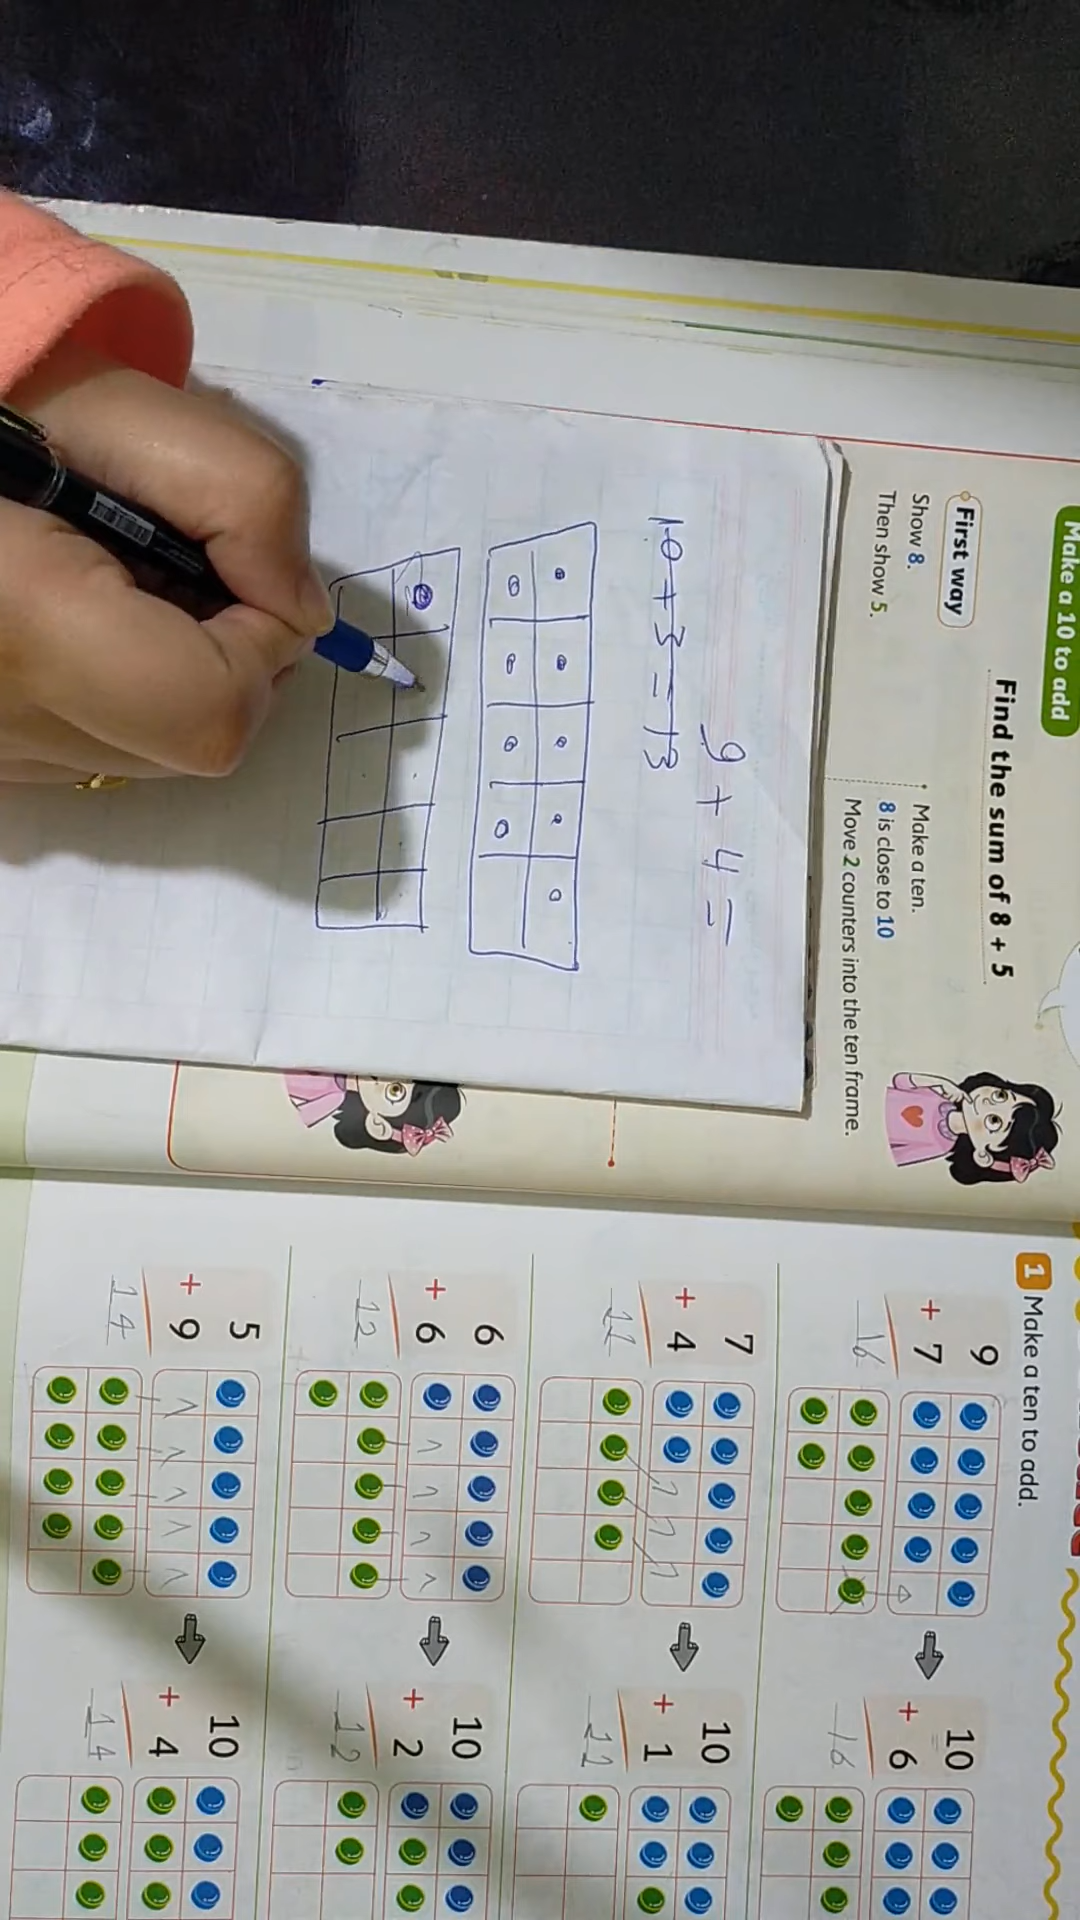 Make a 10 to add
Find the sum of 8 + 5
First way
Show 8.
Then show 5.
Make a ten.
8 is close to 10
Move 2 counters into the ten frame.
9 + 4 =
10 + 3 = 13
1 Make a ten to add.
9
+ 7
16
10
+ 6
16
7
+ 4
11
10
+ 1
11
6
+ 6
12
10
+ 2
12
5
+ 9
14
10
+ 4
14